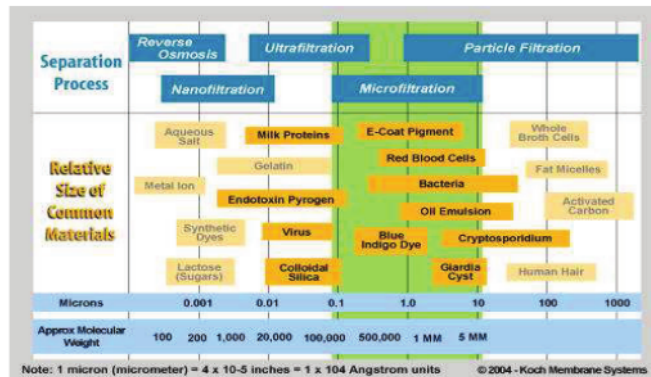 Separation
Process
Reverse
Osmosis
Ultrafiltration
Particle Filtration
Nanofiltration
Microfiltration
Relative
Size of
Common
Materials
Aqueous
Salt
Milk Proteins
E-Coat Pigment
Whole
Broth Cells
Gelatin
Red Blood Cells
Fat Micelles
Metal Ion
Bacteria
Endotoxin Pyrogen
Activated
Carbon
Oil Emulsion
Synthetic
Dyes
Virus
Blue
Indigo Dye
Cryptosporidium
Lactose
(Sugars)
Colloidal
Silica
Giardia
Cyst
Human Hair
Microns 0.001 0.01 0.1 1.0 10 100 1000
Approx Molecular
Weight
100 200 1,000 20,000 100,000 500,000 1 MM 5 MM
Note: 1 micron (micrometer) = 4 x 10-5 inches = 1 x 104 Angstrom units
© 2004 - Koch Membrane Systems